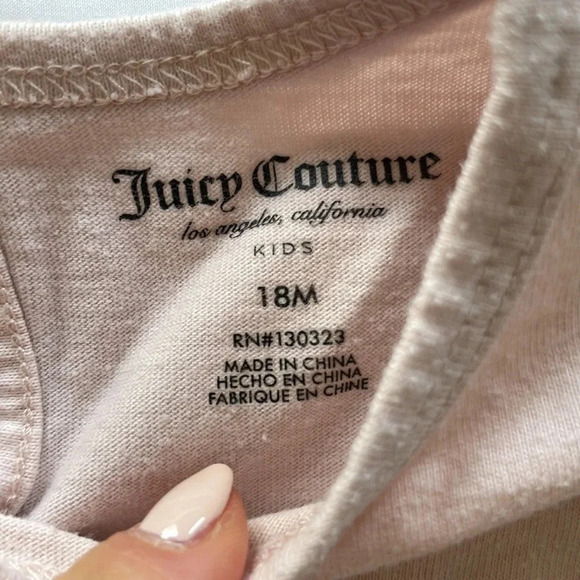 Juicy Couture
los angeles, california
KIDS
18M
RN#130323
MADE IN CHINA
HECHO EN CHINA
FABRIQUE EN CHINE